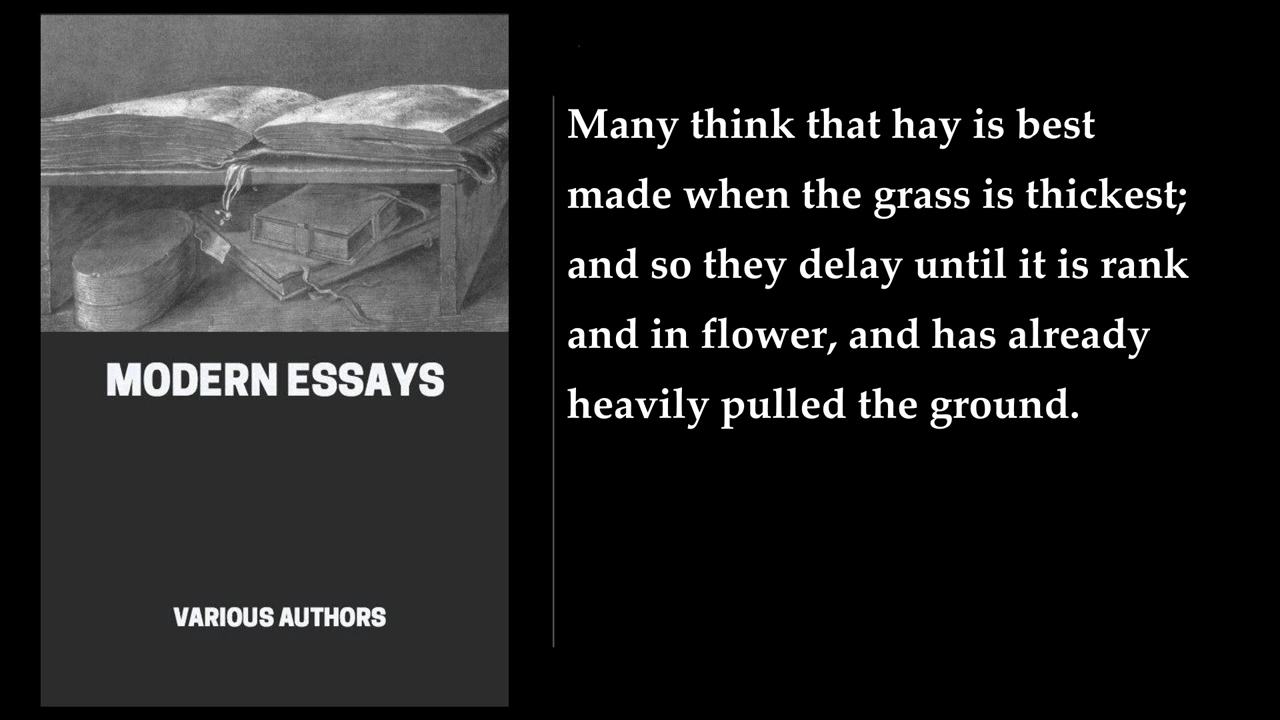 MODERN ESSAYS
VARIOUS AUTHORS
Many think that hay is best
made when the grass is thickest;
and so they delay until it is rank
and in flower, and has already
heavily pulled the ground.